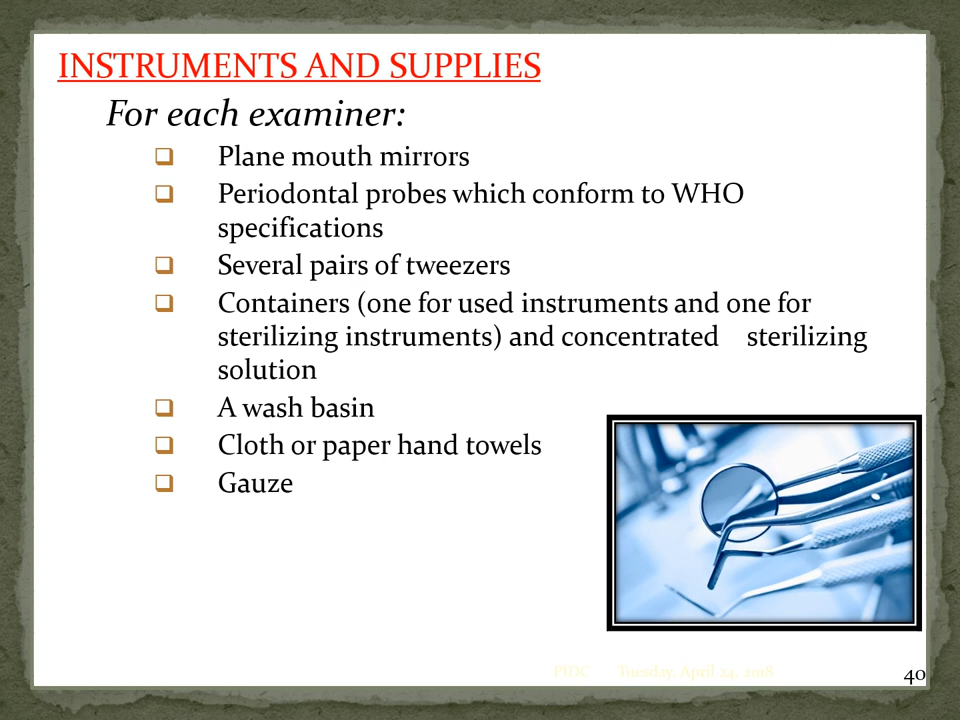 INSTRUMENTS AND SUPPLIES
For each examiner:
❑ Plane mouth mirrors
❑ Periodontal probes which conform to WHO
specifications
❑ Several pairs of tweezers
❑ Containers (one for used instruments and one for
sterilizing instruments) and concentrated sterilizing
solution
❑ A wash basin
❑ Cloth or paper hand towels
❑ Gauze
Tuesday, April 24, 2018
40